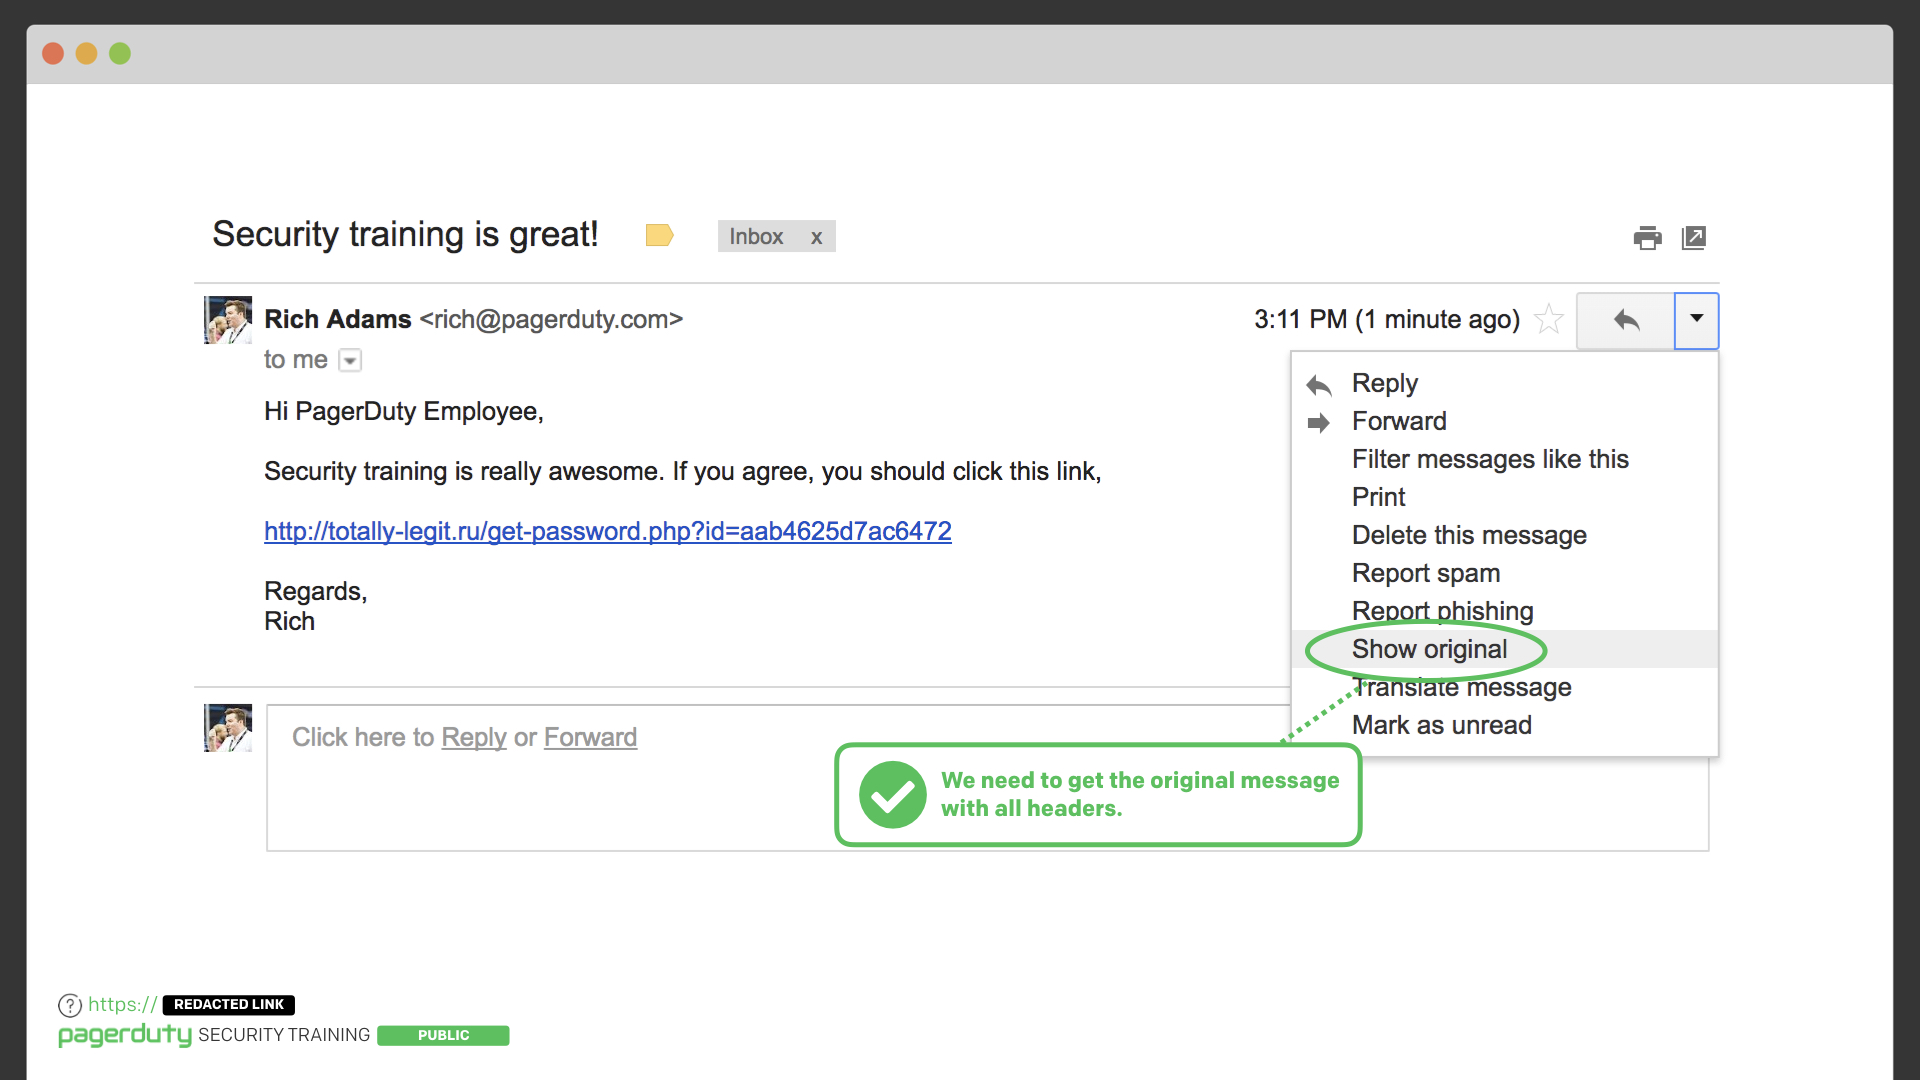 Security training is great!
Inbox x
Rich Adams <rich@pagerduty.com>
3:11 PM (1 minute ago)
to me
Hi PagerDuty Employee,
Security training is really awesome. If you agree, you should click this link,
http://totally-legit.ru/get-password.php?id=aab4625d7ac6472
Regards,
Rich
Reply
Forward
Filter messages like this
Print
Delete this message
Report spam
Report phishing
Show original
Translate message
Mark as unread
Click here to Reply or Forward
We need to get the original message
with all headers.
? https:// REDACTED LINK
pagerduty SECURITY TRAINING PUBLIC